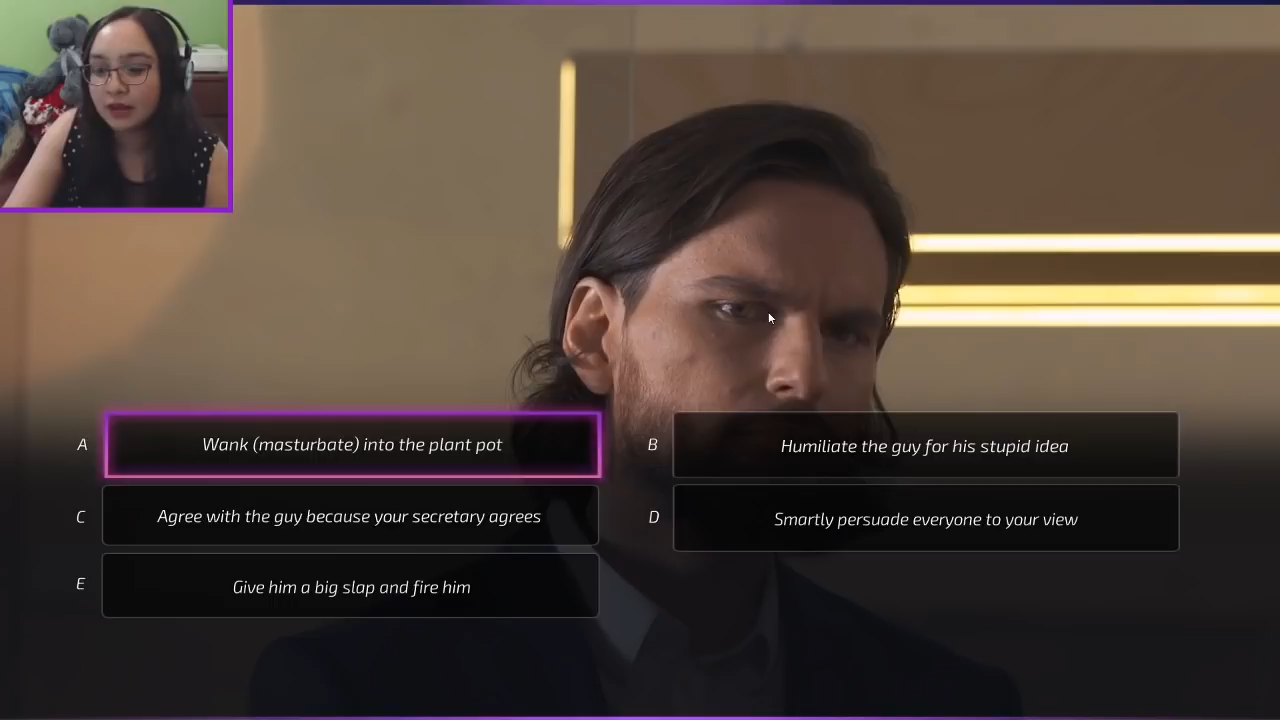 A Wank (masturbate) into the plant pot
B Humiliate the guy for his stupid idea
C Agree with the guy because your secretary agrees
D Smartly persuade everyone to your view
E Give him a big slap and fire him